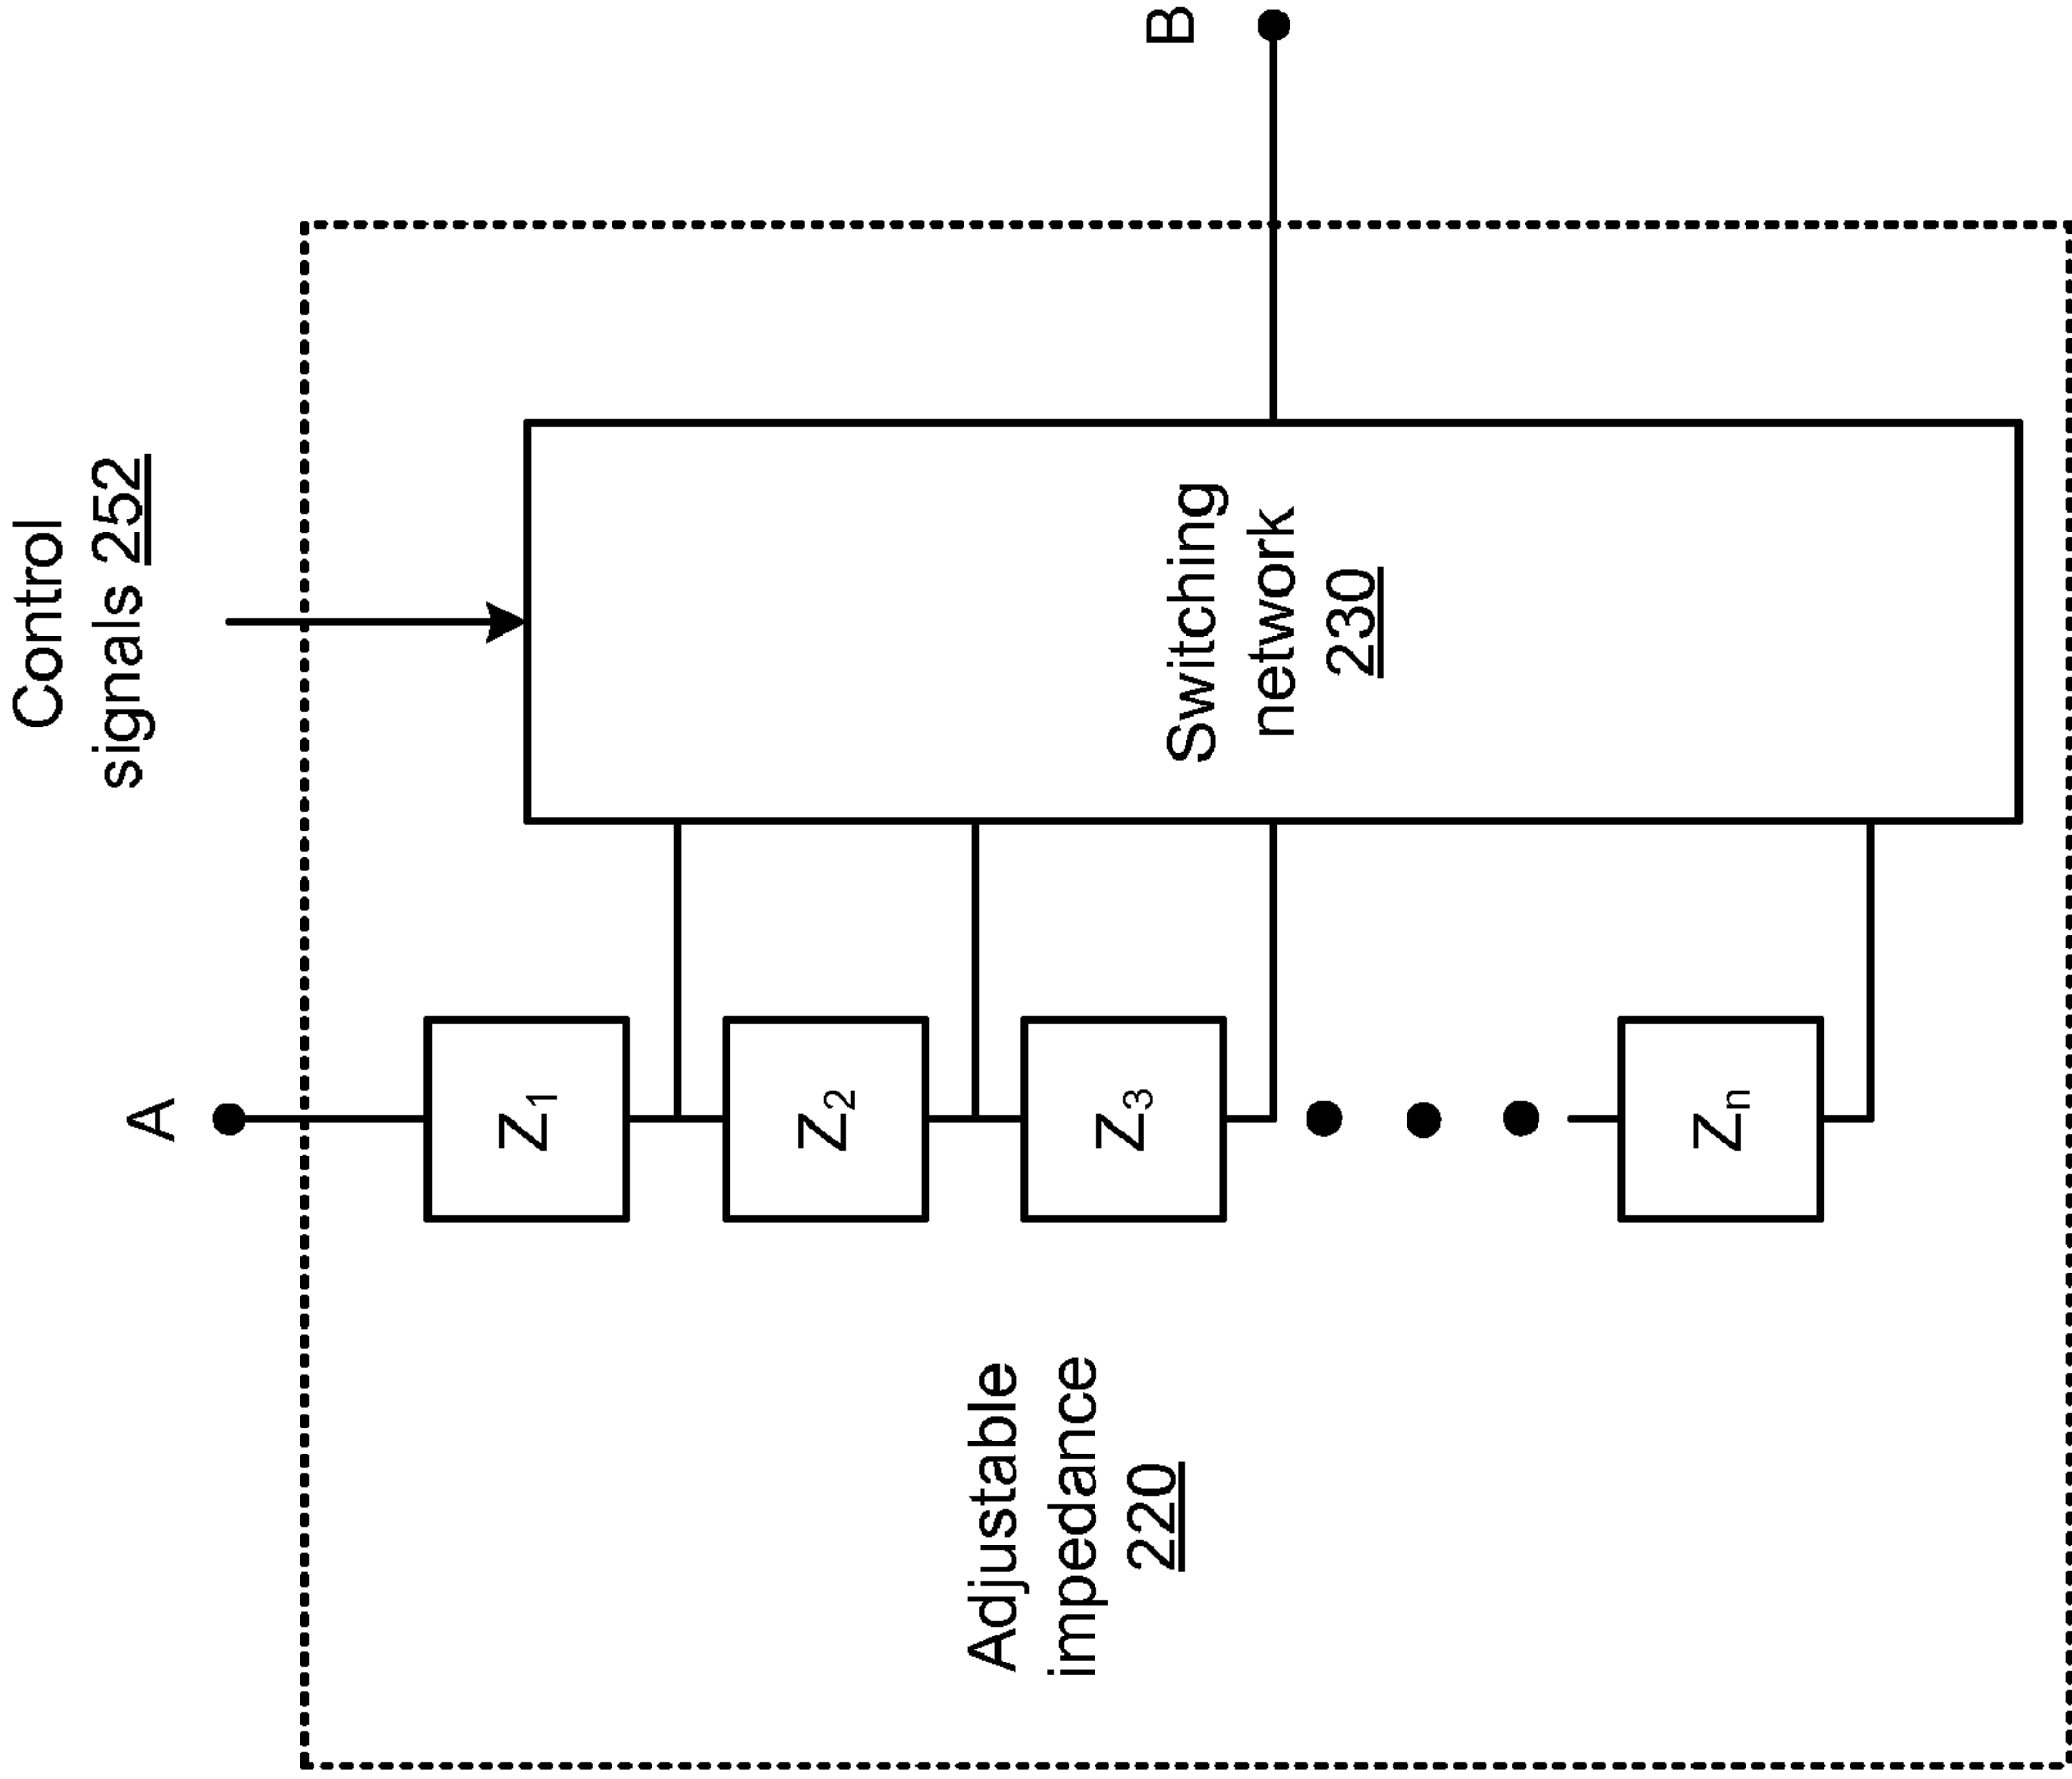 Control
signals 252
A
B
Z1
Z2
Z3
Zn
Switching
network
230
Adjustable
impedance
220